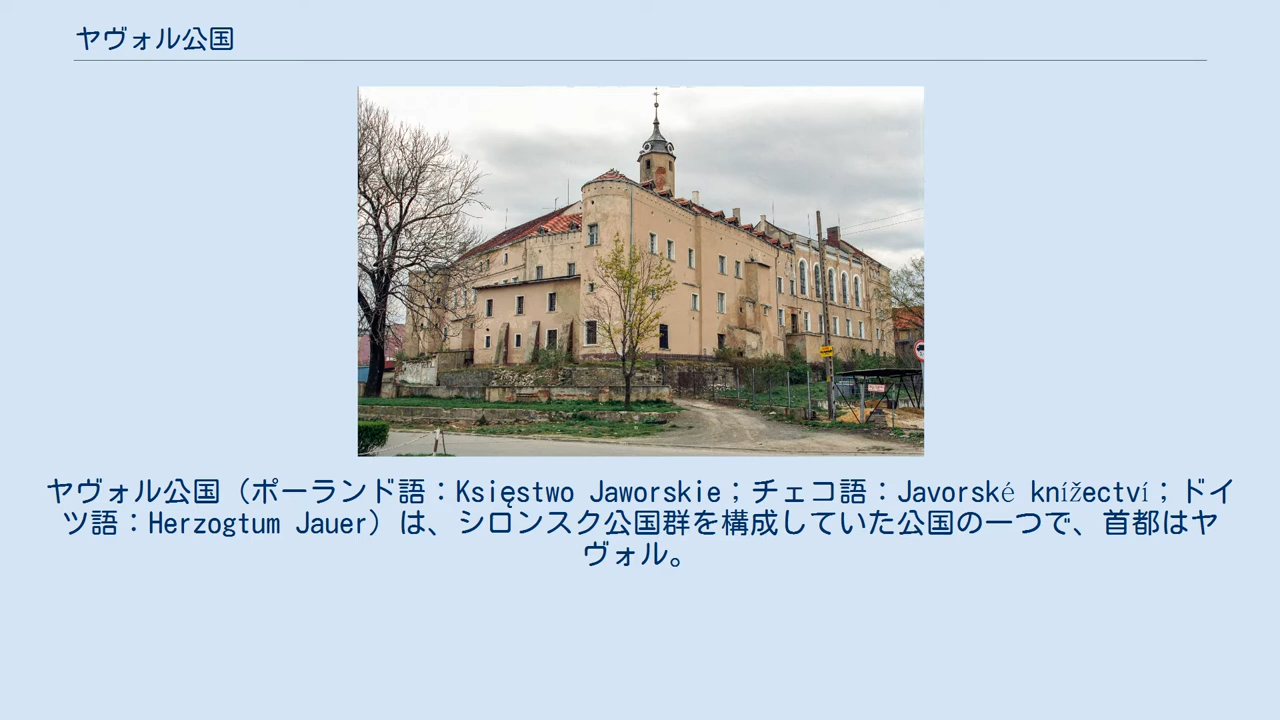 ヤヴォル公国
ヤヴォル公国（ポーランド語：Księstwo Jaworskie；チェコ語：Javorské knížectví；ドイ
ツ語：Herzogtum Jauer）は、シロンスク公国群を構成していた公国の一つで、首都はヤ
ヴォル。